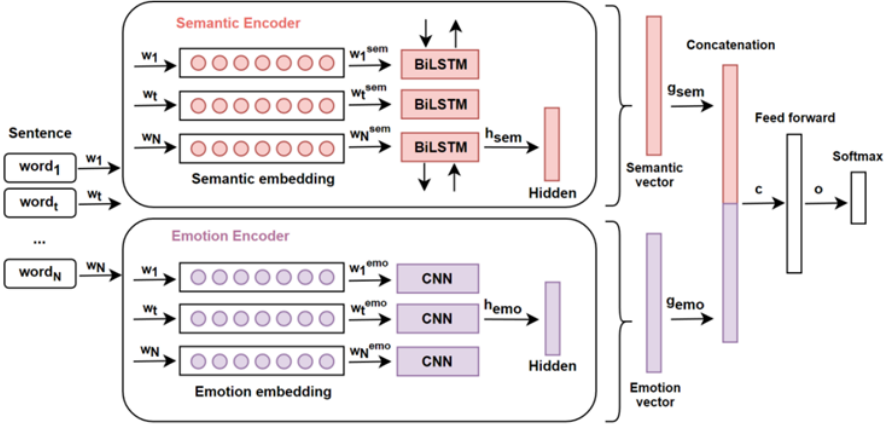 Semantic Encoder
w1
wt
wN
w1sem
wtsem
wNsem
BiLSTM
BiLSTM
BiLSTM
hsem
Semantic embedding
Hidden
Sentence
word1
w1
wordt
wt
...
wordN
wN
Emotion Encoder
w1
wt
wN
w1emo
wtemo
wNemo
CNN
CNN
CNN
hemo
Emotion embedding
Hidden
gsem
Semantic
vector
gemo
Emotion
vector
Concatenation
c
Feed forward
o
Softmax